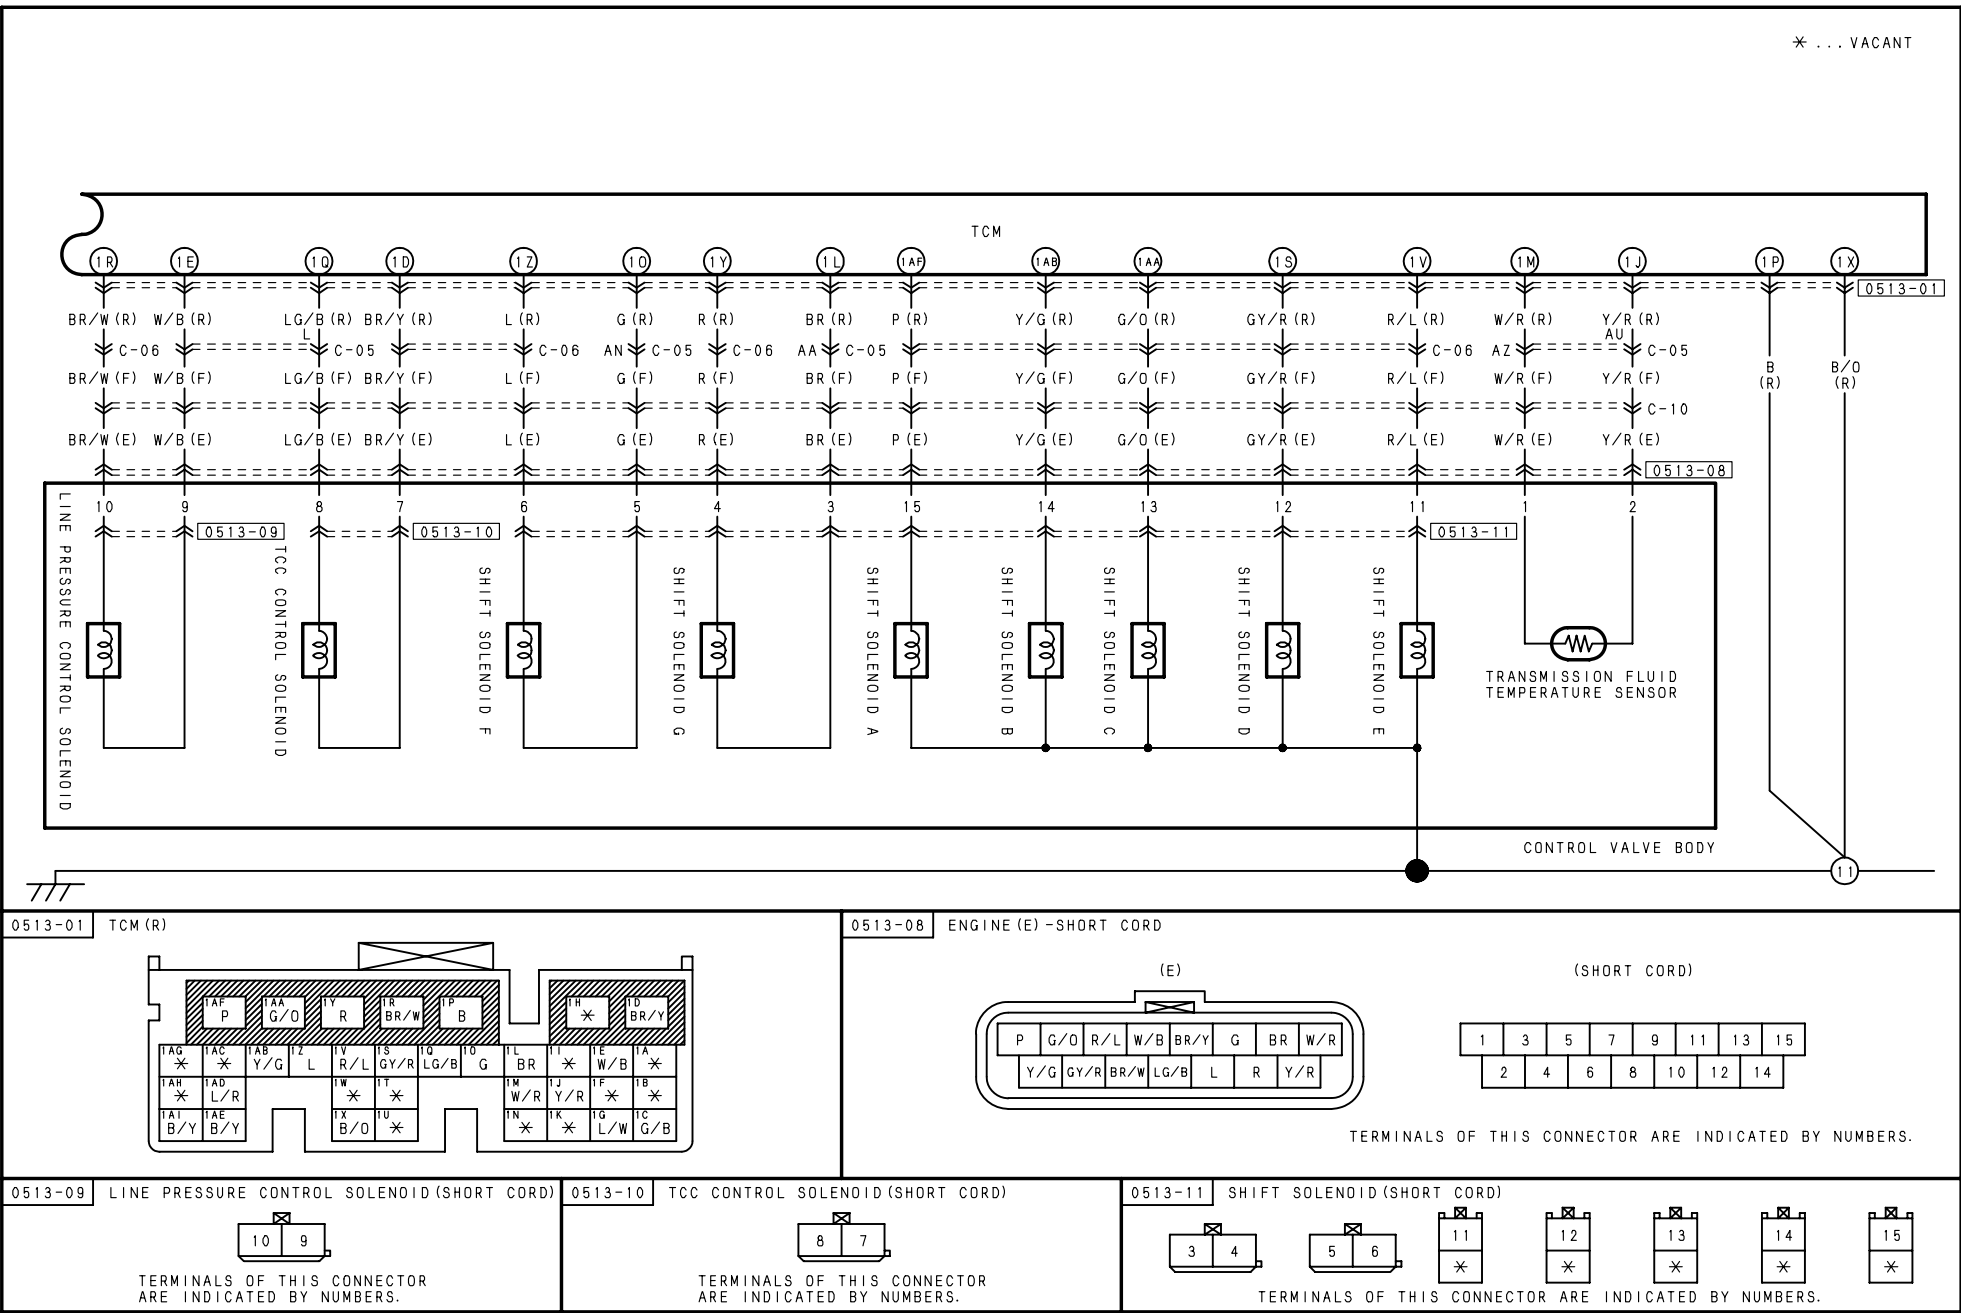 * ... VACANT
TCM
1R 1E 1Q 1D 1Z 1O 1Y 1L 1AF 1AB 1AA 1S 1V 1M 1J 1P 1X
0513-01
BR/W (R) W/B (R) LG/B (R) BR/Y (R) L (R) G (R) R (R) BR (R) P (R) Y/G (R) G/O (R) GY/R (R) R/L (R) W/R (R) Y/R (R)
L AU
C-06 C-05 C-06 AN C-05 C-06 AA C-05 C-06 AZ C-05
BR/W (F) W/B (F) LG/B (F) BR/Y (F) L (F) G (F) R (F) BR (F) P (F) Y/G (F) G/O (F) GY/R (F) R/L (F) W/R (F) Y/R (F)
B (R)
B/O (R)
C-10
BR/W (E) W/B (E) LG/B (E) BR/Y (E) L (E) G (E) R (E) BR (E) P (E) Y/G (E) G/O (E) GY/R (E) R/L (E) W/R (E) Y/R (E)
0513-08
10 9 8 7 6 5 4 3 15 14 13 12 11 1 2
0513-09 0513-10 0513-11
LINE PRESSURE CONTROL SOLENOID
TCC CONTROL SOLENOID
SHIFT SOLENOID F
SHIFT SOLENOID G
SHIFT SOLENOID A
SHIFT SOLENOID B
SHIFT SOLENOID C
SHIFT SOLENOID D
SHIFT SOLENOID E
TRANSMISSION FLUID
TEMPERATURE SENSOR
CONTROL VALVE BODY
11
0513-01 TCM (R)
1AF 1AA 1Y 1R 1P 1H 1D
P G/O R BR/W B * BR/Y
1AG 1AC 1AB 1Z 1V 1S 1Q 1O 1L 1I 1E 1A
* * Y/G L R/L GY/R LG/B G BR * W/B *
1AH 1AD 1W 1T 1M 1J 1F 1B
* L/R * * W/R Y/R * *
1AI 1AE 1X 1U 1N 1K 1G 1C
B/Y B/Y B/O * * * L/W G/B
0513-08 ENGINE (E) -SHORT CORD
(E)
P G/O R/L W/B BR/Y G BR W/R
Y/G GY/R BR/W LG/B L R Y/R
(SHORT CORD)
1 3 5 7 9 11 13 15
2 4 6 8 10 12 14
TERMINALS OF THIS CONNECTOR ARE INDICATED BY NUMBERS.
0513-09 LINE PRESSURE CONTROL SOLENOID (SHORT CORD)
10 9
TERMINALS OF THIS CONNECTOR
ARE INDICATED BY NUMBERS.
0513-10 TCC CONTROL SOLENOID (SHORT CORD)
8 7
TERMINALS OF THIS CONNECTOR
ARE INDICATED BY NUMBERS.
0513-11 SHIFT SOLENOID (SHORT CORD)
3 4 5 6 11 12 13 14 15
* * * * *
TERMINALS OF THIS CONNECTOR ARE INDICATED BY NUMBERS.